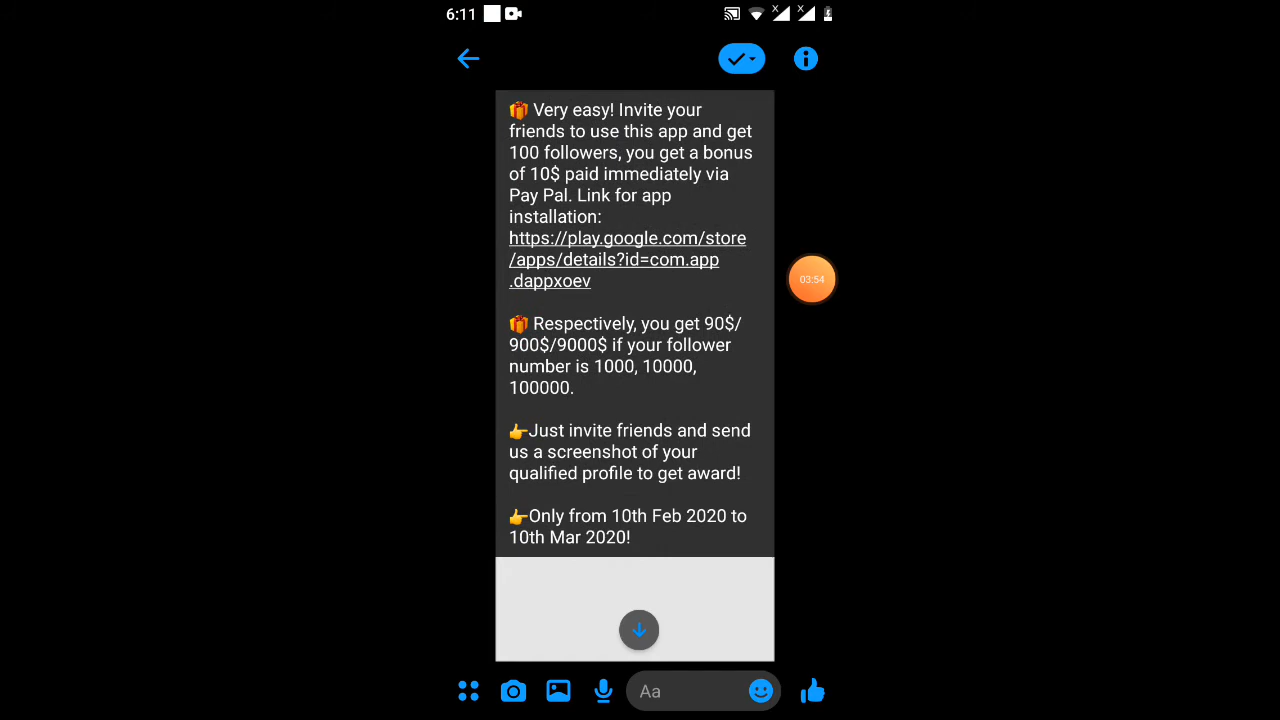 6:11
🎁 Very easy! Invite your
friends to use this app and get
100 followers, you get a bonus
of 10$ paid immediately via
Pay Pal. Link for app
installation:
https://play.google.com/store
/apps/details?id=com.app
.dappxoev
03:54
🎁 Respectively, you get 90$/
900$/9000$ if your follower
number is 1000, 10000,
100000.
👉Just invite friends and send
us a screenshot of your
qualified profile to get award!
👉Only from 10th Feb 2020 to
10th Mar 2020!
Aa